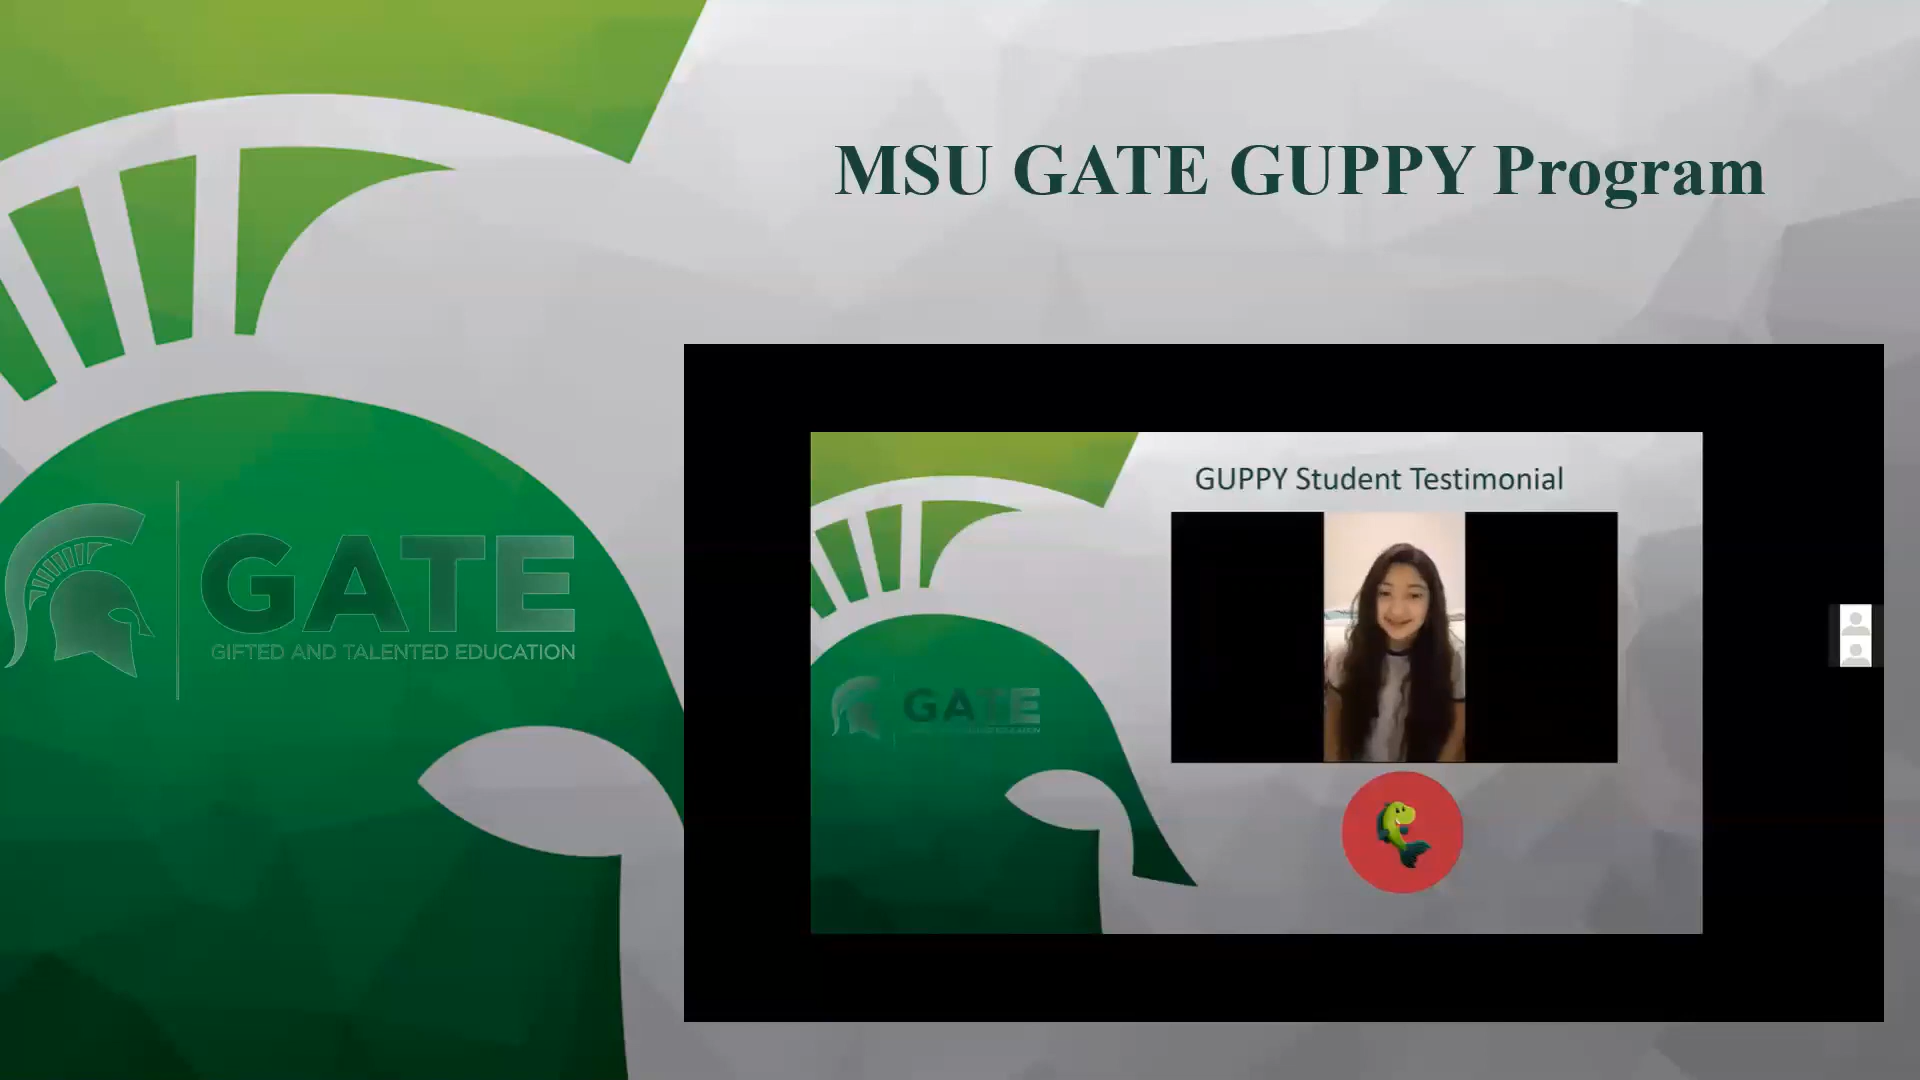 MSU GATE GUPPY Program
GATE
GIFTED AND TALENTED EDUCATION
GUPPY Student Testimonial
GATE